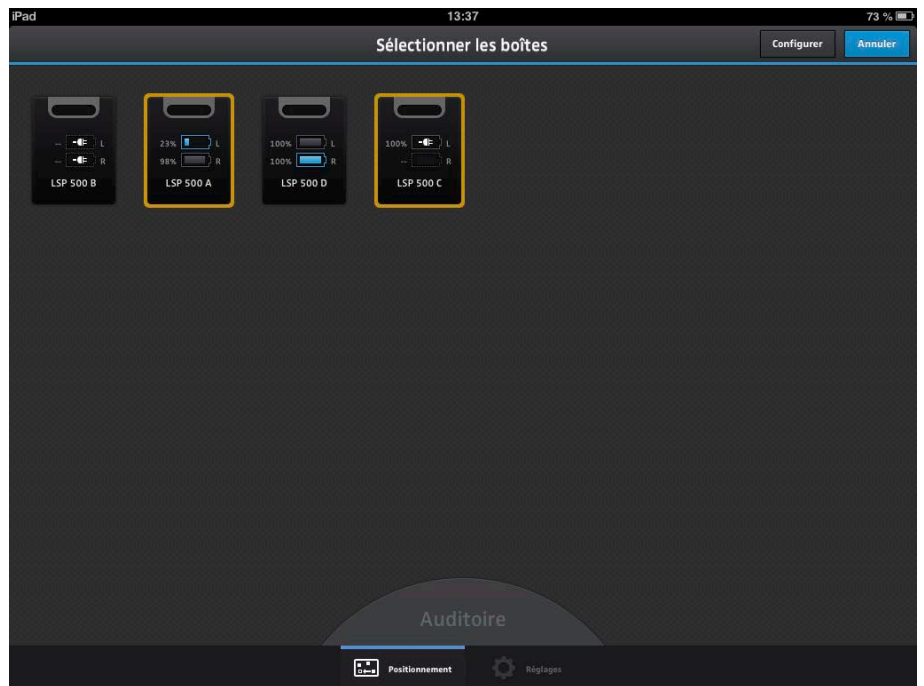 iPad 13:37 73 %
Sélectionner les boîtes Configurer Annuler
-- L
-- R
LSP 500 B
23% L
98% R
LSP 500 A
100% L
100% R
LSP 500 D
100% L
-- R
LSP 500 C
Auditoire
Positionnement Réglages